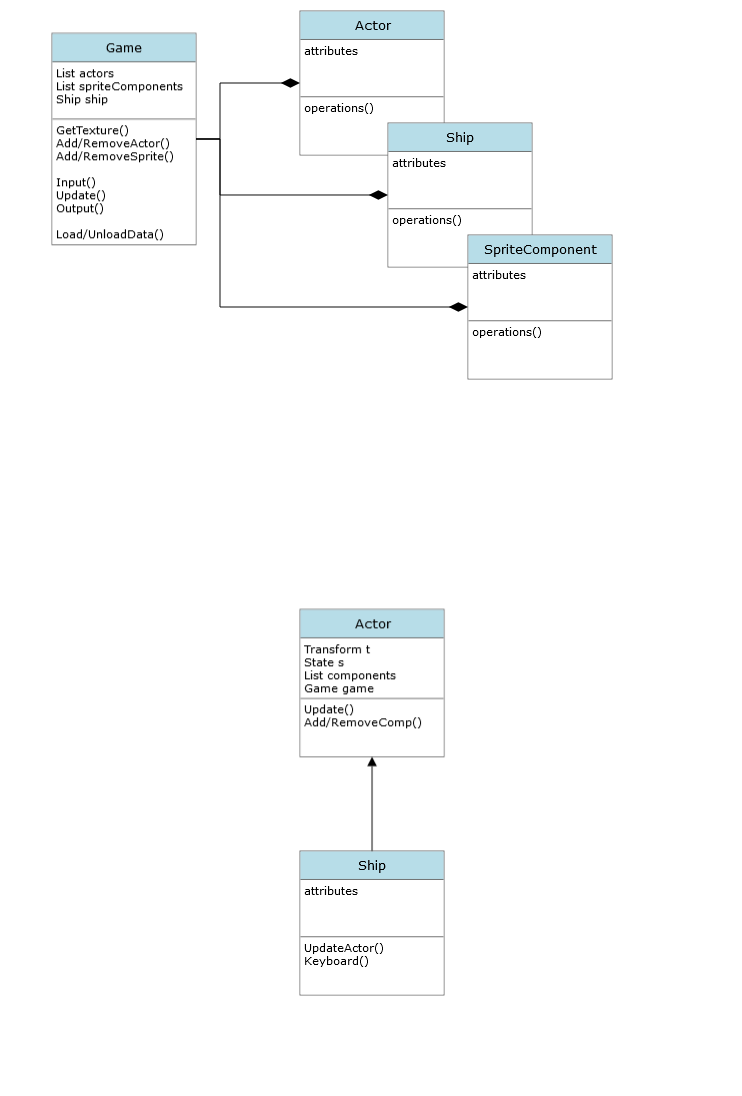 Game
List actors
List spriteComponents
Ship ship
GetTexture()
Add/RemoveActor()
Add/RemoveSprite()
Input()
Update()
Output()
Load/UnloadData()
Actor
attributes
operations()
Ship
attributes
operations()
SpriteComponent
attributes
operations()
Actor
Transform t
State s
List components
Game game
Update()
Add/RemoveComp()
Ship
attributes
UpdateActor()
Keyboard()